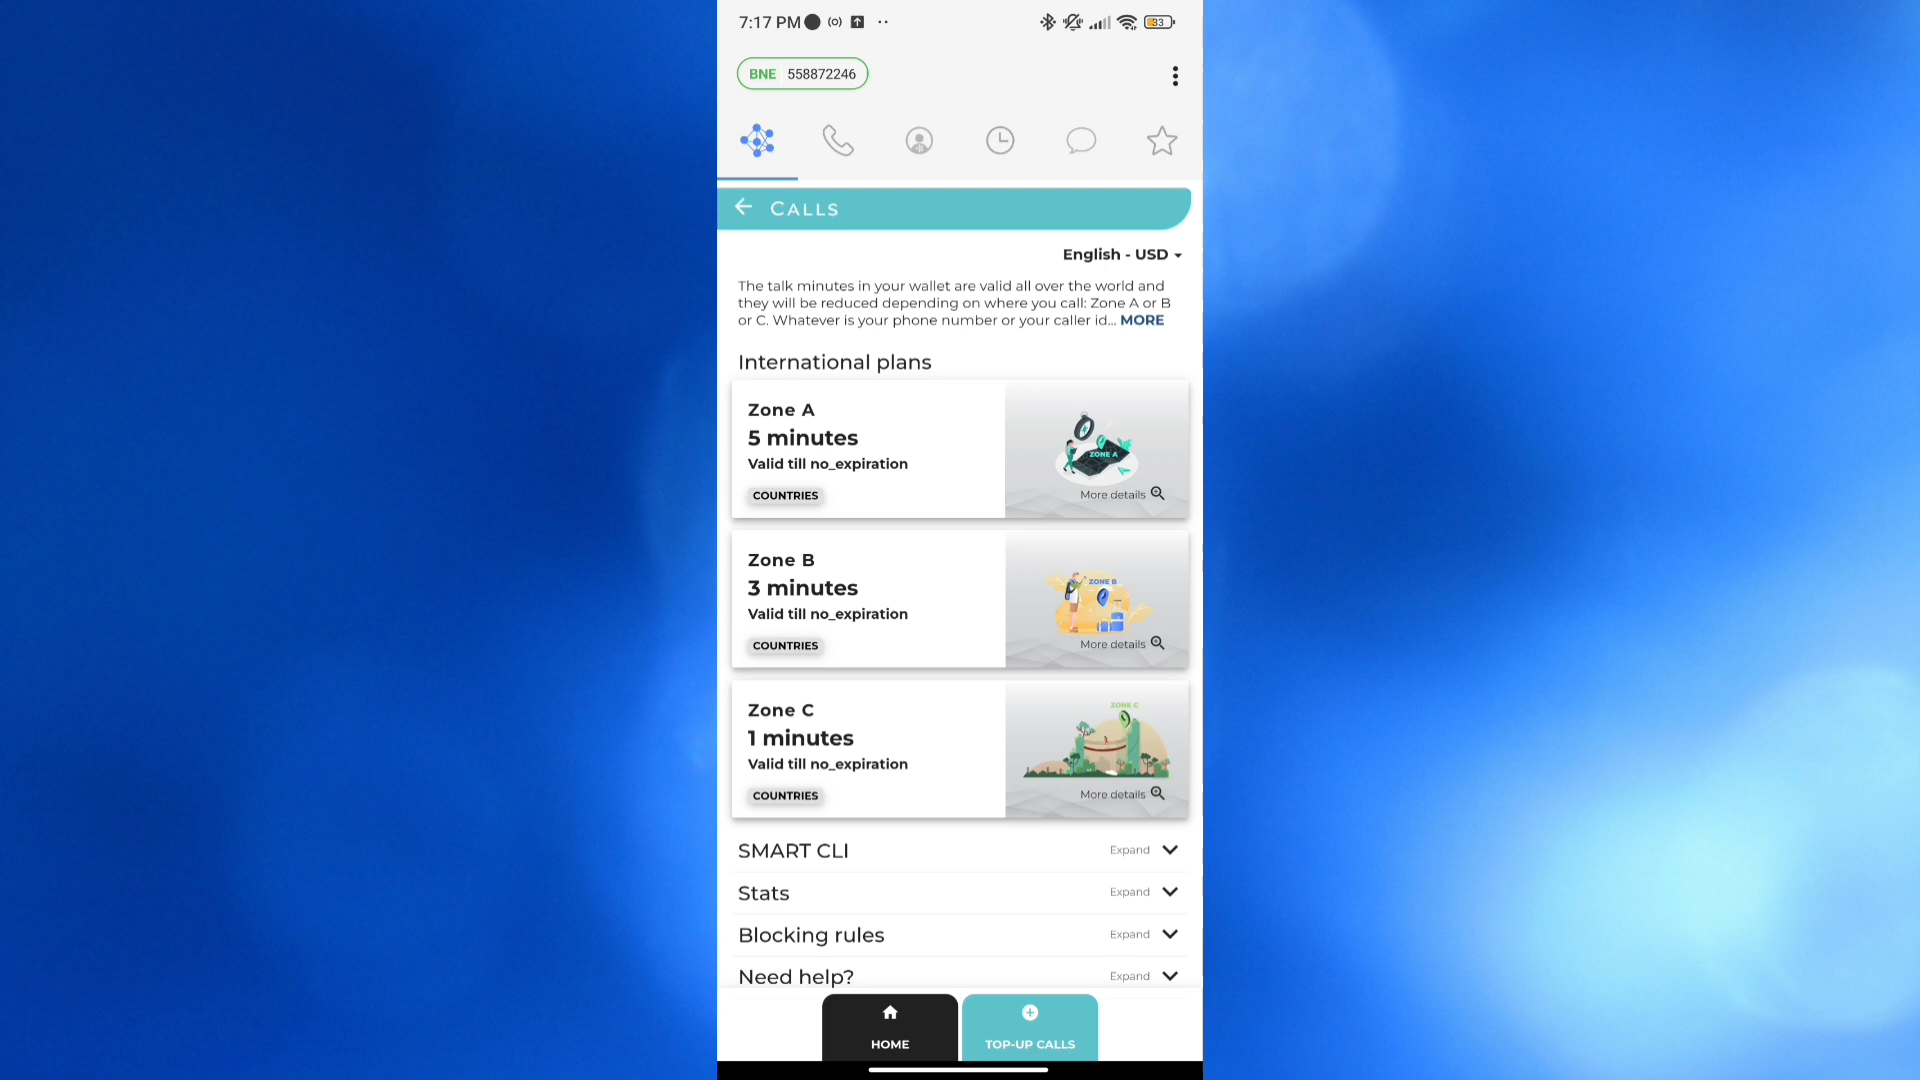 7:17 PM
33
BNE 558872246
CALLS
English - USD
The talk minutes in your wallet are valid all over the world and
they will be reduced depending on where you call: Zone A or B
or C. Whatever is your phone number or your caller id... MORE
International plans
Zone A
5 minutes
Valid till no_expiration
COUNTRIES
ZONE A
More details
Zone B
3 minutes
Valid till no_expiration
COUNTRIES
ZONE B
More details
Zone C
1 minutes
Valid till no_expiration
COUNTRIES
ZONE C
More details
SMART CLI Expand
Stats Expand
Blocking rules Expand
Need help? Expand
HOME
TOP-UP CALLS